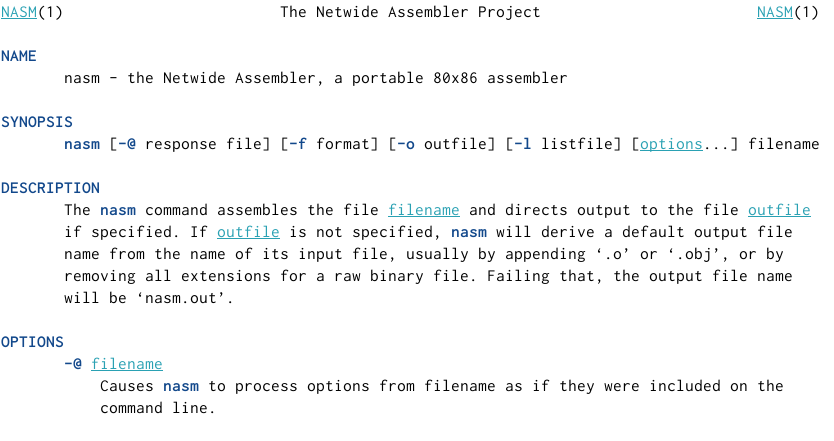 NASM(1) The Netwide Assembler Project NASM(1)
NAME
nasm - the Netwide Assembler, a portable 80x86 assembler
SYNOPSIS
nasm [-@ response file] [-f format] [-o outfile] [-l listfile] [options...] filename
DESCRIPTION
The nasm command assembles the file filename and directs output to the file outfile
if specified. If outfile is not specified, nasm will derive a default output file
name from the name of its input file, usually by appending ‘.o’ or ‘.obj’, or by
removing all extensions for a raw binary file. Failing that, the output file name
will be ‘nasm.out’.
OPTIONS
-@ filename
Causes nasm to process options from filename as if they were included on the
command line.